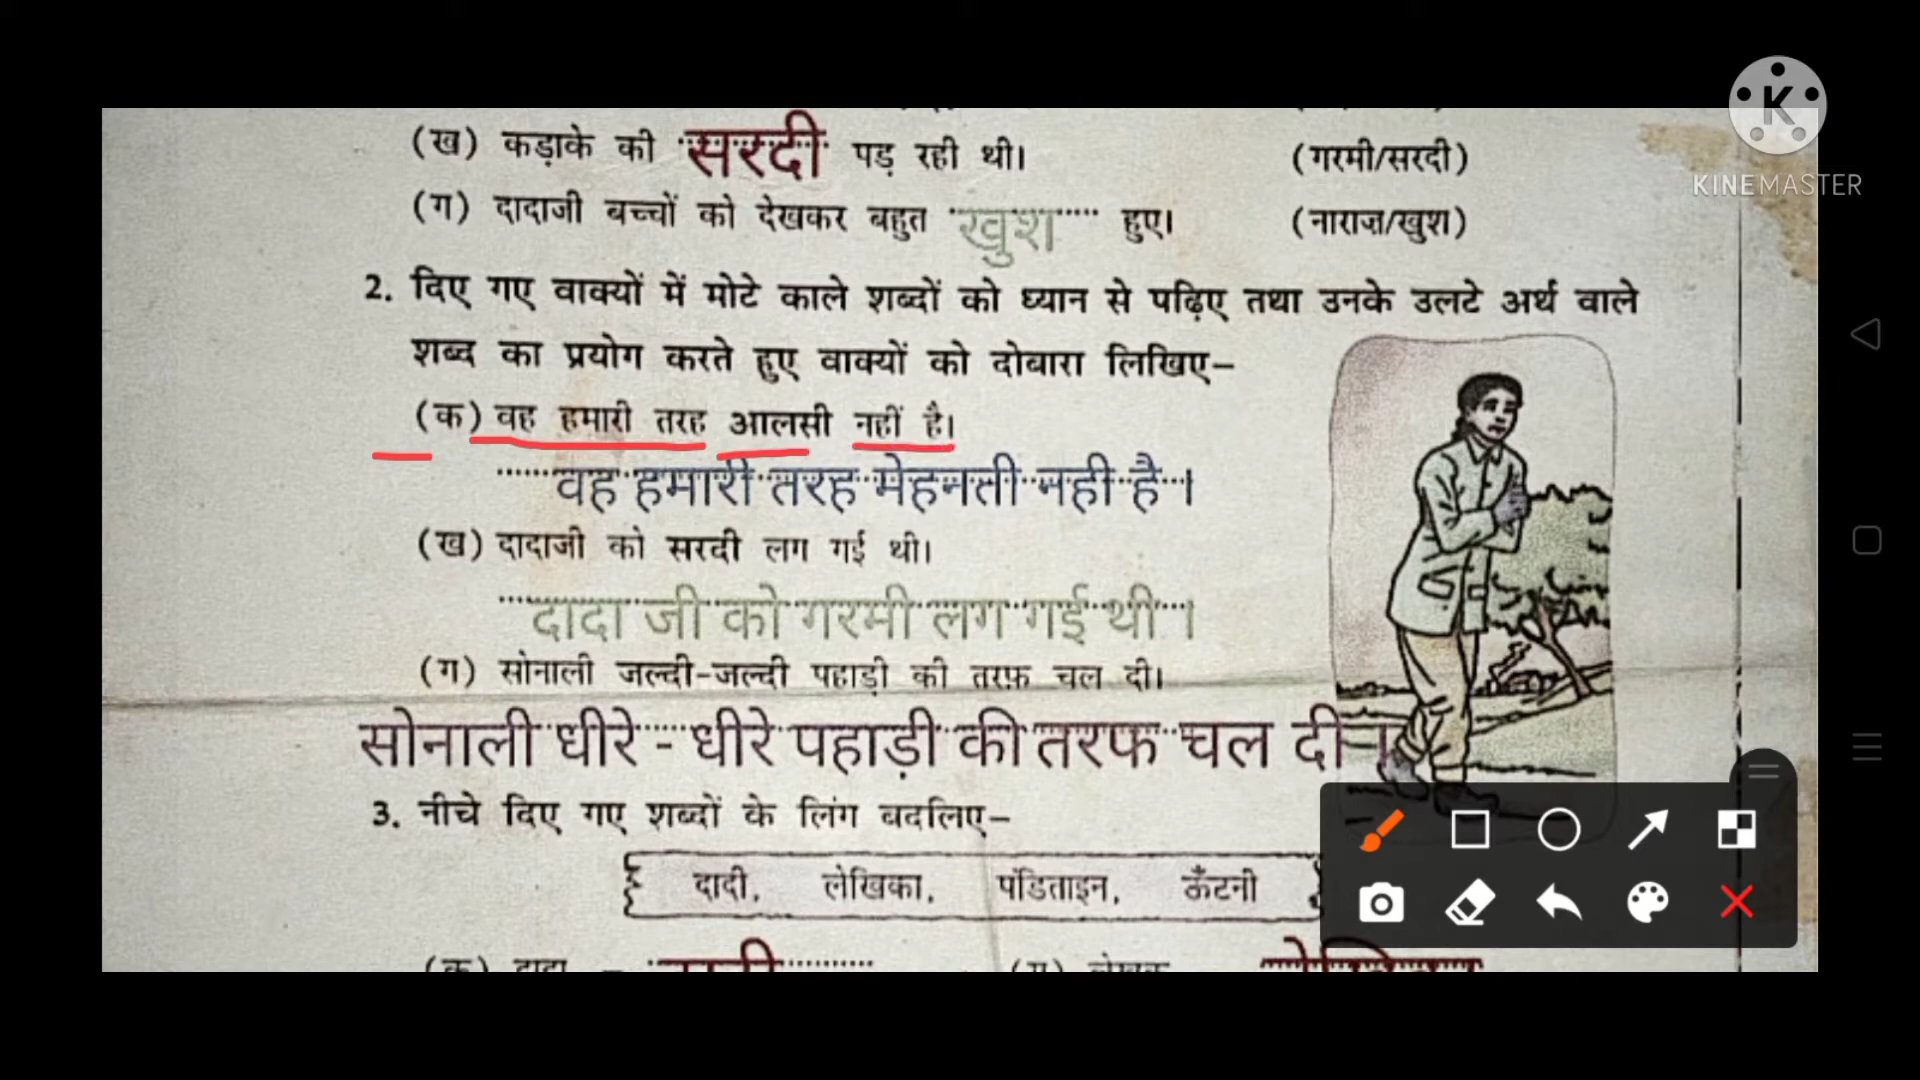 (ख) कड़ाके की सरदी पड़ रही थी। (गरमी/सरदी)
KINEMASTER
(ग) दादाजी बच्चों को देखकर बहुत खुश हुए। (नाराज़/खुश)
2. दिए गए वाक्यों में मोटे काले शब्दों को ध्यान से पढ़िए तथा उनके उलटे अर्थ वाले
शब्द का प्रयोग करते हुए वाक्यों को दोबारा लिखिए–
(क) वह हमारी तरह आलसी नहीं है।
वह हमारी तरह मेहनती नही है ।
(ख) दादाजी को सरदी लग गई थी।
दादा जी को गरमी लग गई थी ।
(ग) सोनाली जल्दी-जल्दी पहाड़ी की तरफ़ चल दी।
सोनाली धीरे - धीरे पहाड़ी की तरफ चल दी ।
3. नीचे दिए गए शब्दों के लिंग बदलिए–
दादी, लेखिका, पंडिताइन, ऊँटनी